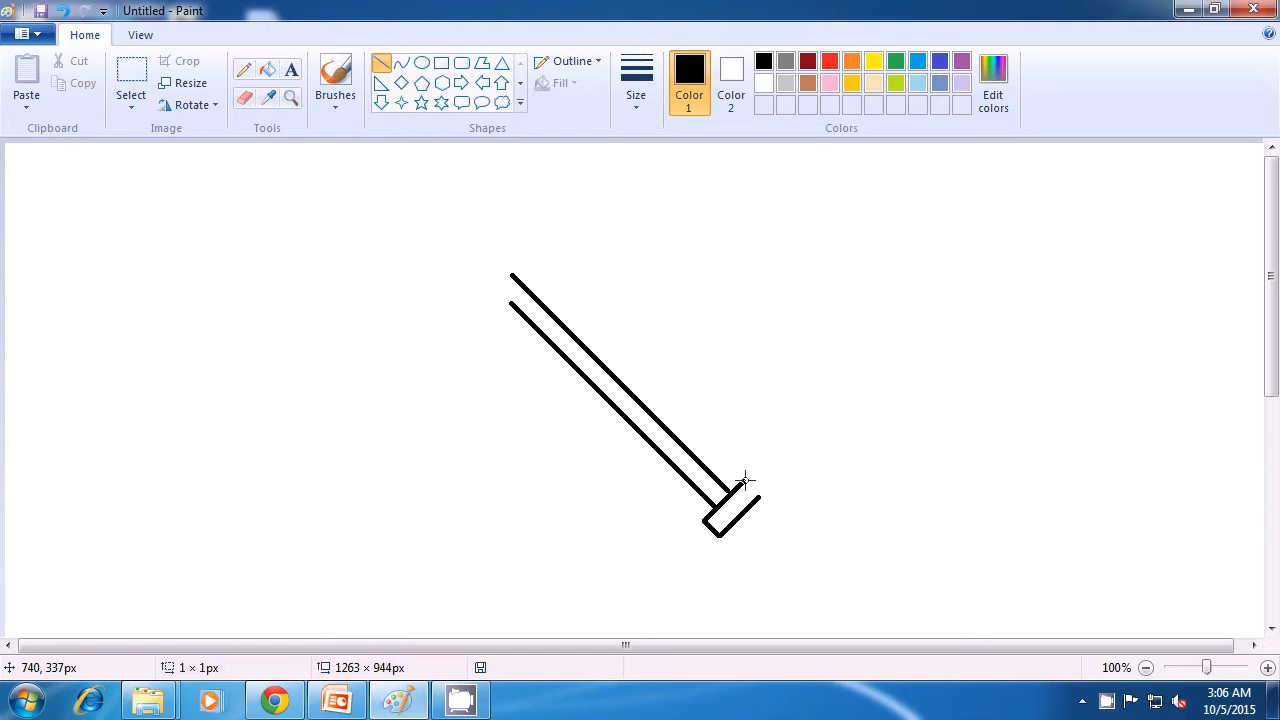 Untitled - Paint
Home
View
Paste
Cut
Copy
Clipboard
Select
Crop
Resize
Rotate
Image
A
Tools
Brushes
Shapes
Outline
Fill
Size
Color
1
Color
2
Edit
colors
Colors
740, 337px
1 × 1px
1263 × 944px
100%
3:06 AM
10/5/2015